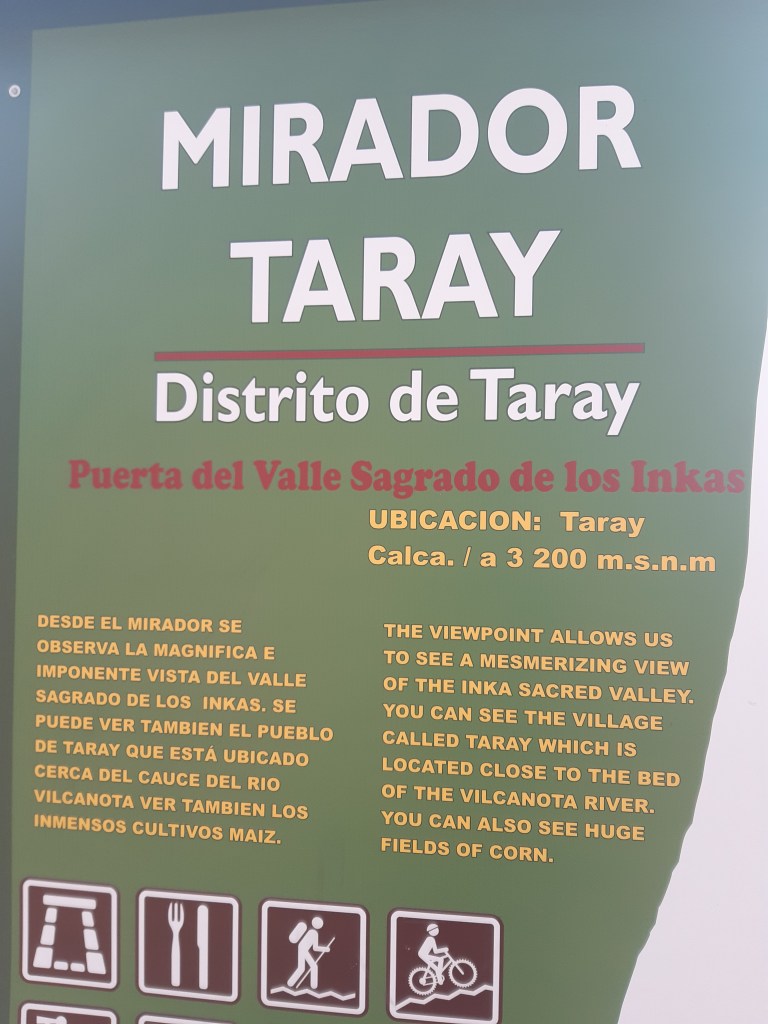 MIRADOR
TARAY
Distrito de Taray
Puerta del Valle Sagrado de los Inkas
UBICACION: Taray
Calca. / a 3 200 m.s.n.m
DESDE EL MIRADOR SE
OBSERVA LA MAGNIFICA E
IMPONENTE VISTA DEL VALLE
SAGRADO DE LOS INKAS. SE
PUEDE VER TAMBIEN EL PUEBLO
DE TARAY QUE ESTÁ UBICADO
CERCA DEL CAUCE DEL RIO
VILCANOTA VER TAMBIEN LOS
INMENSOS CULTIVOS MAIZ.
THE VIEWPOINT ALLOWS US
TO SEE A MESMERIZING VIEW
OF THE INKA SACRED VALLEY.
YOU CAN SEE THE VILLAGE
CALLED TARAY WHICH IS
LOCATED CLOSE TO THE BED
OF THE VILCANOTA RIVER.
YOU CAN ALSO SEE HUGE
FIELDS OF CORN.